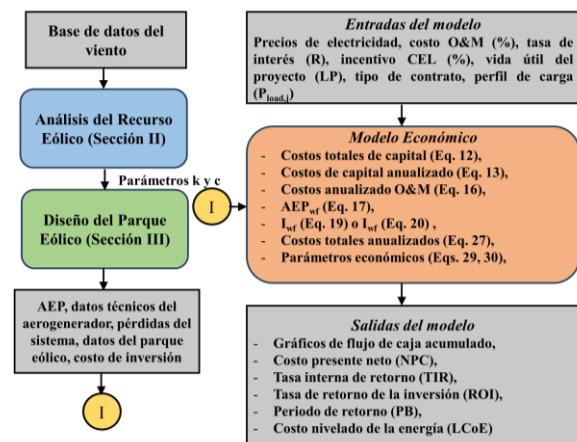 Base de datos del
viento
Análisis del Recurso
Eólico (Sección II)
Parámetros k y c
Diseño del Parque
Eólico (Sección III)
AEP, datos técnicos del
aerogenerador, pérdidas del
sistema, datos del parque
eólico, costo de inversión
I
Entradas del modelo
Precios de electricidad, costo O&M (%), tasa de
interés (R), incentivo CEL (%), vida útil del
proyecto (LP), tipo de contrato, perfil de carga
(Pload,j)
I
Modelo Económico
- Costos totales de capital (Eq. 12),
- Costos de capital anualizado (Eq. 13),
- Costos anualizado O&M (Eq. 16),
- AEPwf (Eq. 17),
- Iwf (Eq. 19) o Iwf (Eq. 20) ,
- Costos totales anualizados (Eq. 27),
- Parámetros económicos (Eqs. 29, 30),
Salidas del modelo
- Gráficos de flujo de caja acumulado,
- Costo presente neto (NPC),
- Tasa interna de retorno (TIR),
- Tasa de retorno de la inversión (ROI),
- Periodo de retorno (PB),
- Costo nivelado de la energía (LCoE)